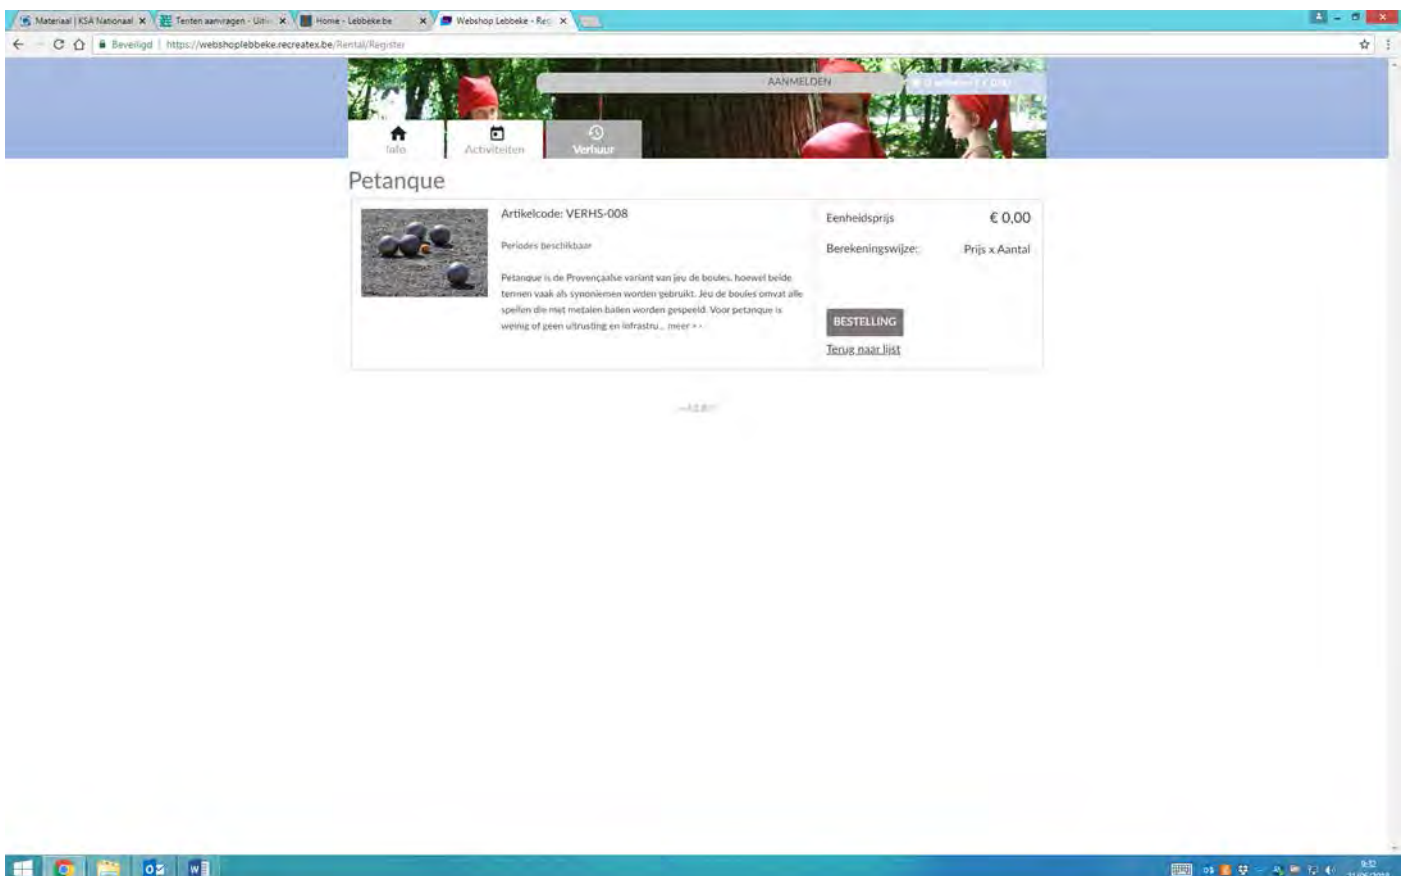 Materiaal | KSA Nationaal
Tenten aanvragen - Uitl
Home - Lebbeke.be
Webshop Lebbeke - Rec
Beveiligd
https://webshoplebbeke.recreatex.be/Rental/Register
AANMELDEN
Info
Activiteiten
Verhuur
Petanque
Artikelcode: VERHS-008
Periodes beschikbaar
Petanque is de Provençaalse variant van jeu de boules, hoewel beide
termen vaak als synoniemen worden gebruikt. Jeu de boules omvat alle
spellen die met metalen ballen worden gespeeld. Voor petanque is
weinig of geen uitrusting en infrastru... meer >>
Eenheidsprijs
€ 0,00
Berekeningswijze:
Prijs x Aantal
BESTELLING
Terug naar lijst
9:32